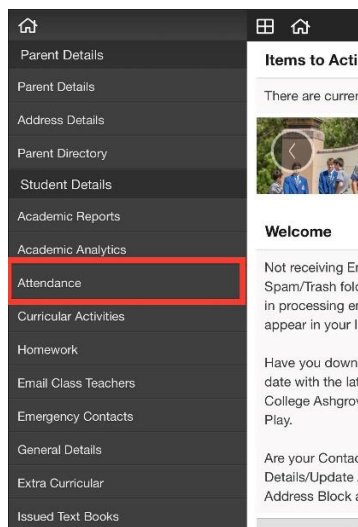 Parent Details
Parent Details
Address Details
Parent Directory
Student Details
Academic Reports
Academic Analytics
Attendance
Curricular Activities
Homework
Email Class Teachers
Emergency Contacts
General Details
Extra Curricular
Issued Text Books
Items to Acti
There are curre
Welcome
Not receiving E
Spam/Trash fol
in processing e
appear in your
Have you down
date with the la
College Ashgro
Play.
Are your Contac
Details/Update
Address Block